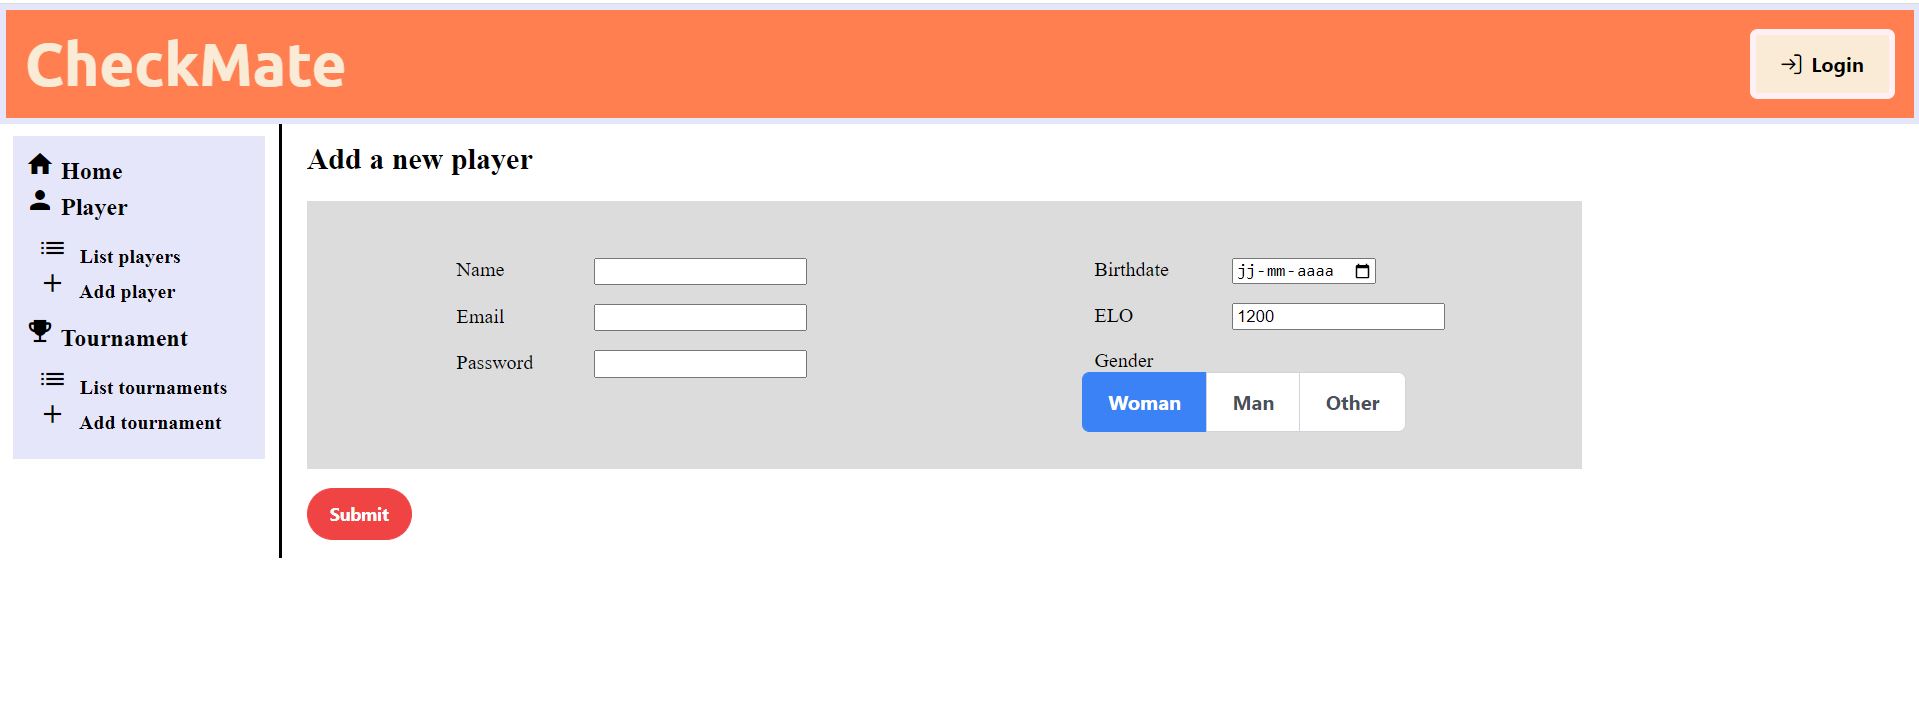 CheckMate
Login
Home
Player
List players
Add player
Tournament
List tournaments
Add tournament
Add a new player
Name
Email
Password
Birthdate jj-mm-aaaa
ELO 1200
Gender
Woman Man Other
Submit